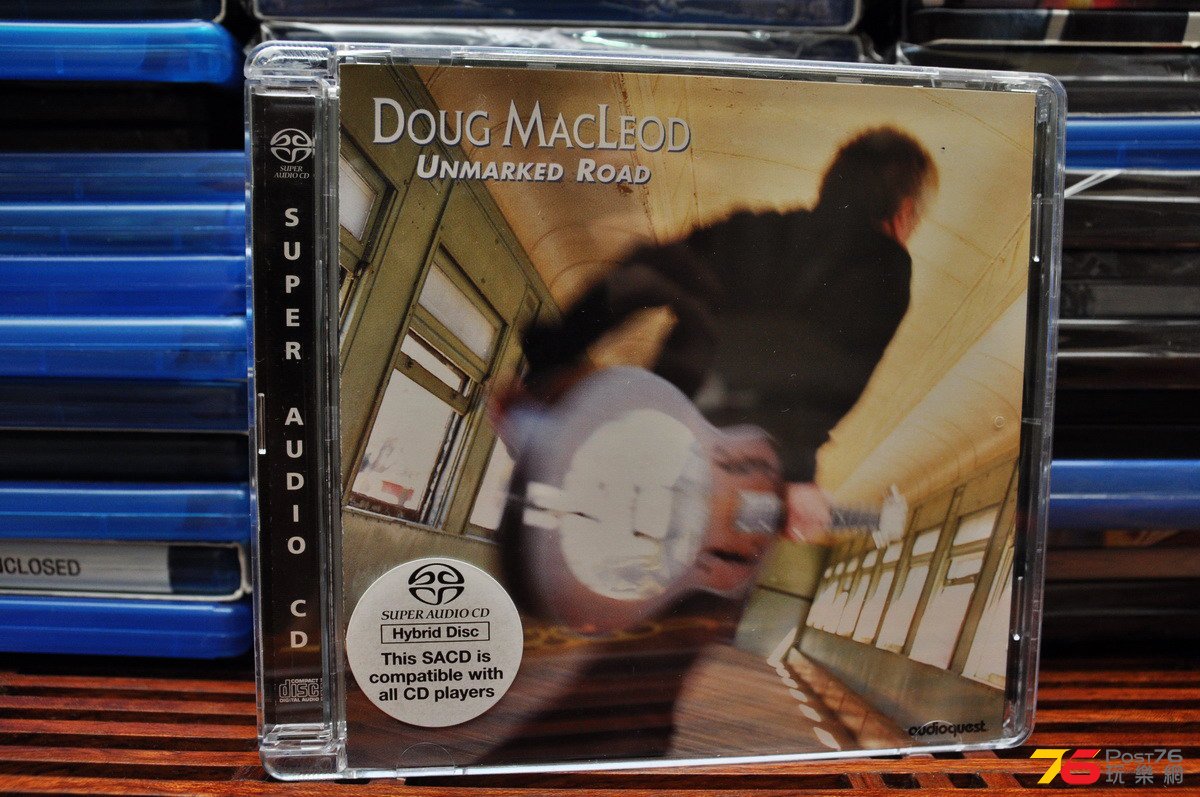 DOUG MACLEOD
UNMARKED ROAD
SUPER
AUDIO CD
SUPER AUDIO CD
COMPACT
disc
DIGITAL AUDIO
SUPER AUDIO CD
Hybrid Disc
This SACD is
compatible with
all CD players
audioquest
NCLOSED
76 POST76
玩樂網